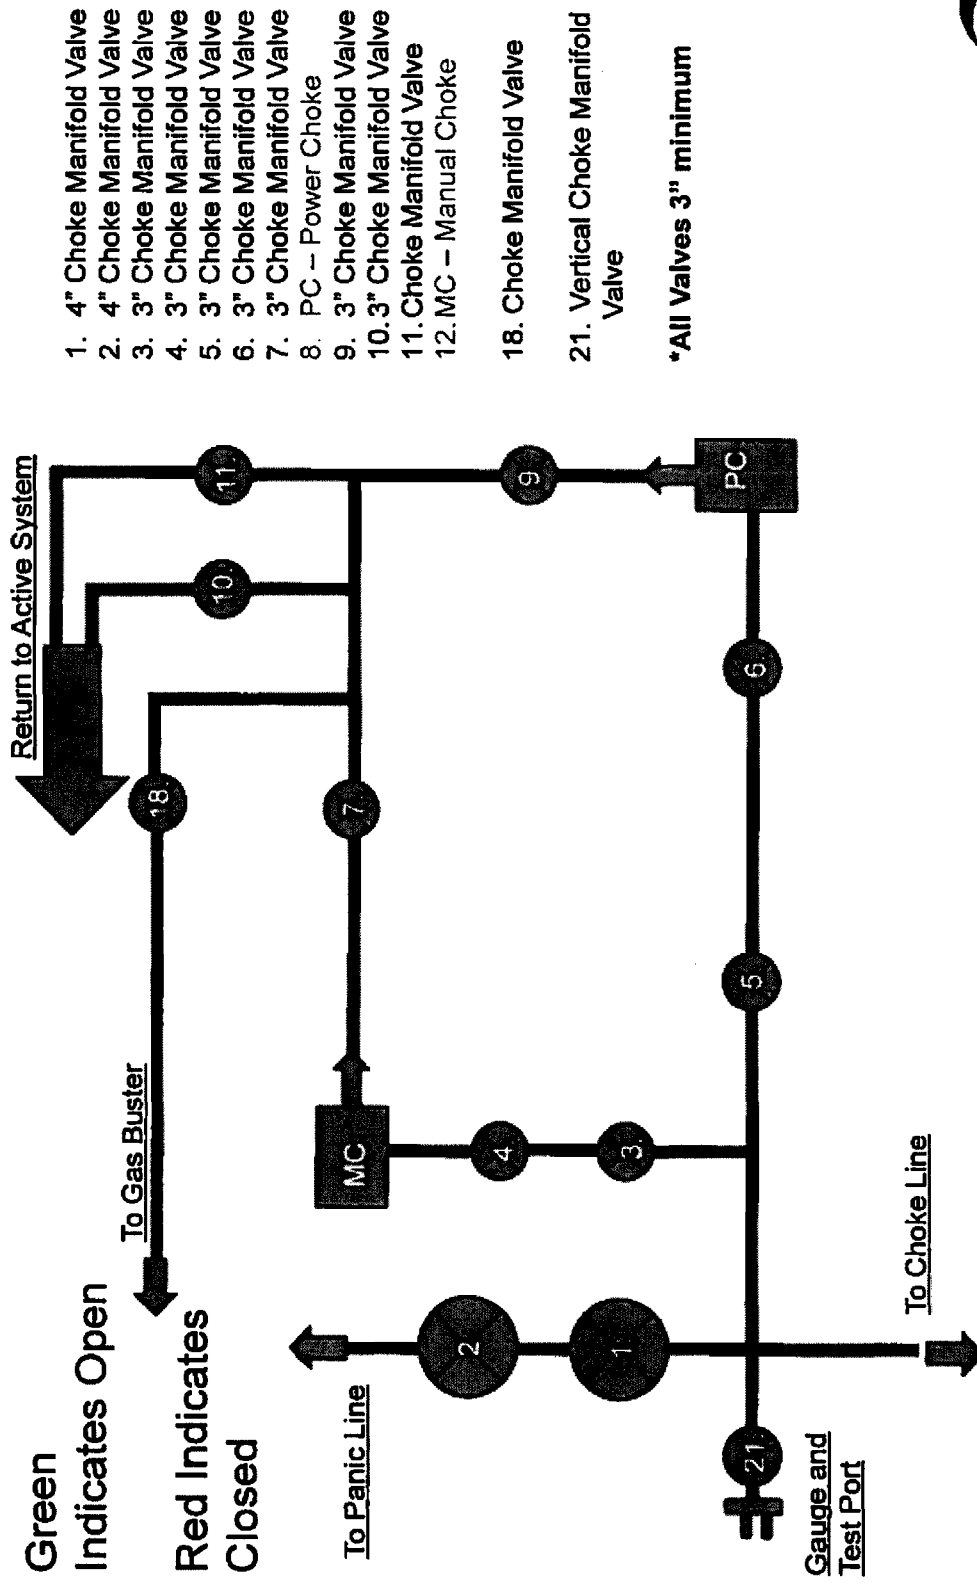 Green
Indicates Open
Red Indicates
Closed
To Gas Buster
Return to Active System
18.
10.
11.
To Panic Line
MC
7.
2
4
9
1
3.
21.
5
6.
PC
Gauge and
Test Port
To Choke Line
1. 4" Choke Manifold Valve
2. 4" Choke Manifold Valve
3. 3" Choke Manifold Valve
4. 3" Choke Manifold Valve
5. 3" Choke Manifold Valve
6. 3" Choke Manifold Valve
7. 3" Choke Manifold Valve
8. PC – Power Choke
9. 3" Choke Manifold Valve
10.3" Choke Manifold Valve
11. Choke Manifold Valve
12. MC – Manual Choke
18. Choke Manifold Valve
21. Vertical Choke Manifold
Valve
*All Valves 3" minimum